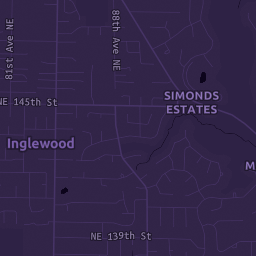 81st Ave NE
88th Ave NE
SIMONDS
ESTATES
NE 145th St
Inglewood
M
NE 139th St